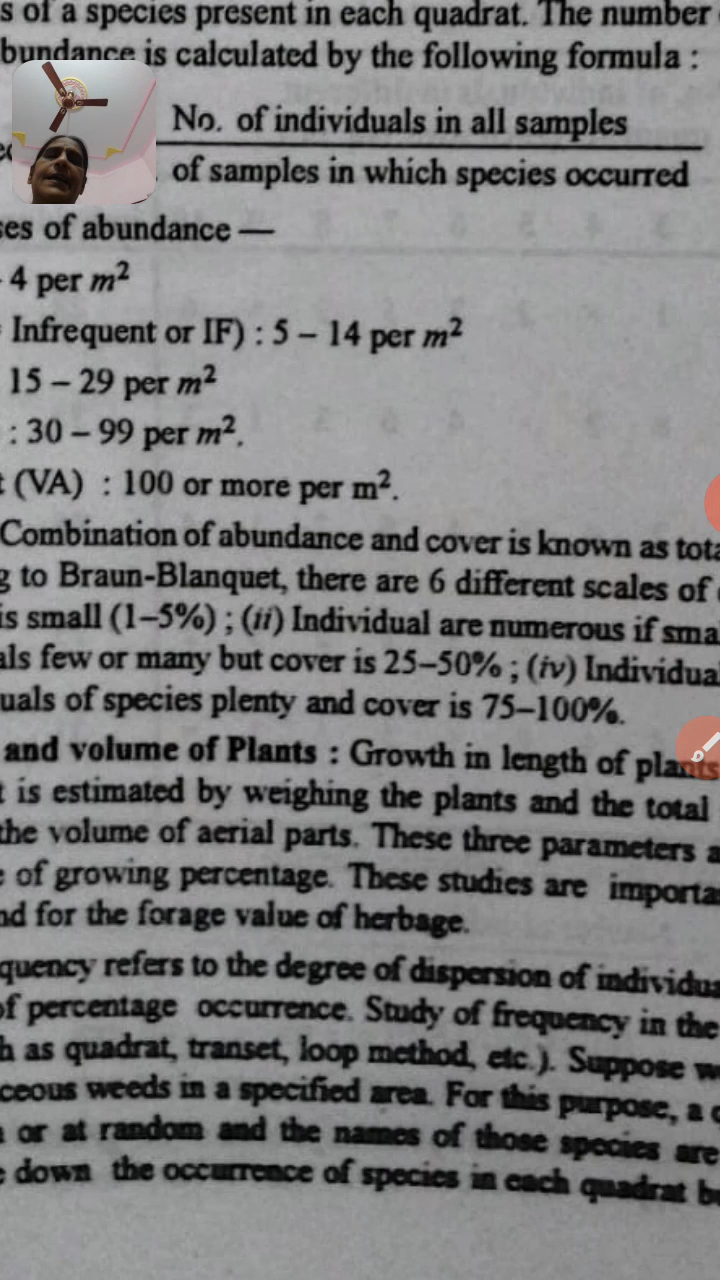 s of a species present in each quadrat. The number
bundance is calculated by the following formula :
No. of individuals in all samples
of samples in which species occurred
ses of abundance —
4 per m²
Infrequent or IF) : 5 – 14 per m²
15 – 29 per m²
: 30 – 99 per m².
t (VA) : 100 or more per m².
Combination of abundance and cover is known as tota
g to Braun-Blanquet, there are 6 different scales of
is small (1–5%) ; (ii) Individual are numerous if smal
als few or many but cover is 25–50% ; (iv) Individua
uals of species plenty and cover is 75–100%.
and volume of Plants : Growth in length of plants
t is estimated by weighing the plants and the total
the volume of aerial parts. These three parameters a
e of growing percentage. These studies are importa
nd for the forage value of herbage.
quency refers to the degree of dispersion of individua
of percentage occurrence. Study of frequency in the
h as quadrat, transet, loop method, etc.). Suppose w
ceous weeds in a specified area. For this purpose, a q
or at random and the names of those species are
e down the occurrence of species in each quadrat b